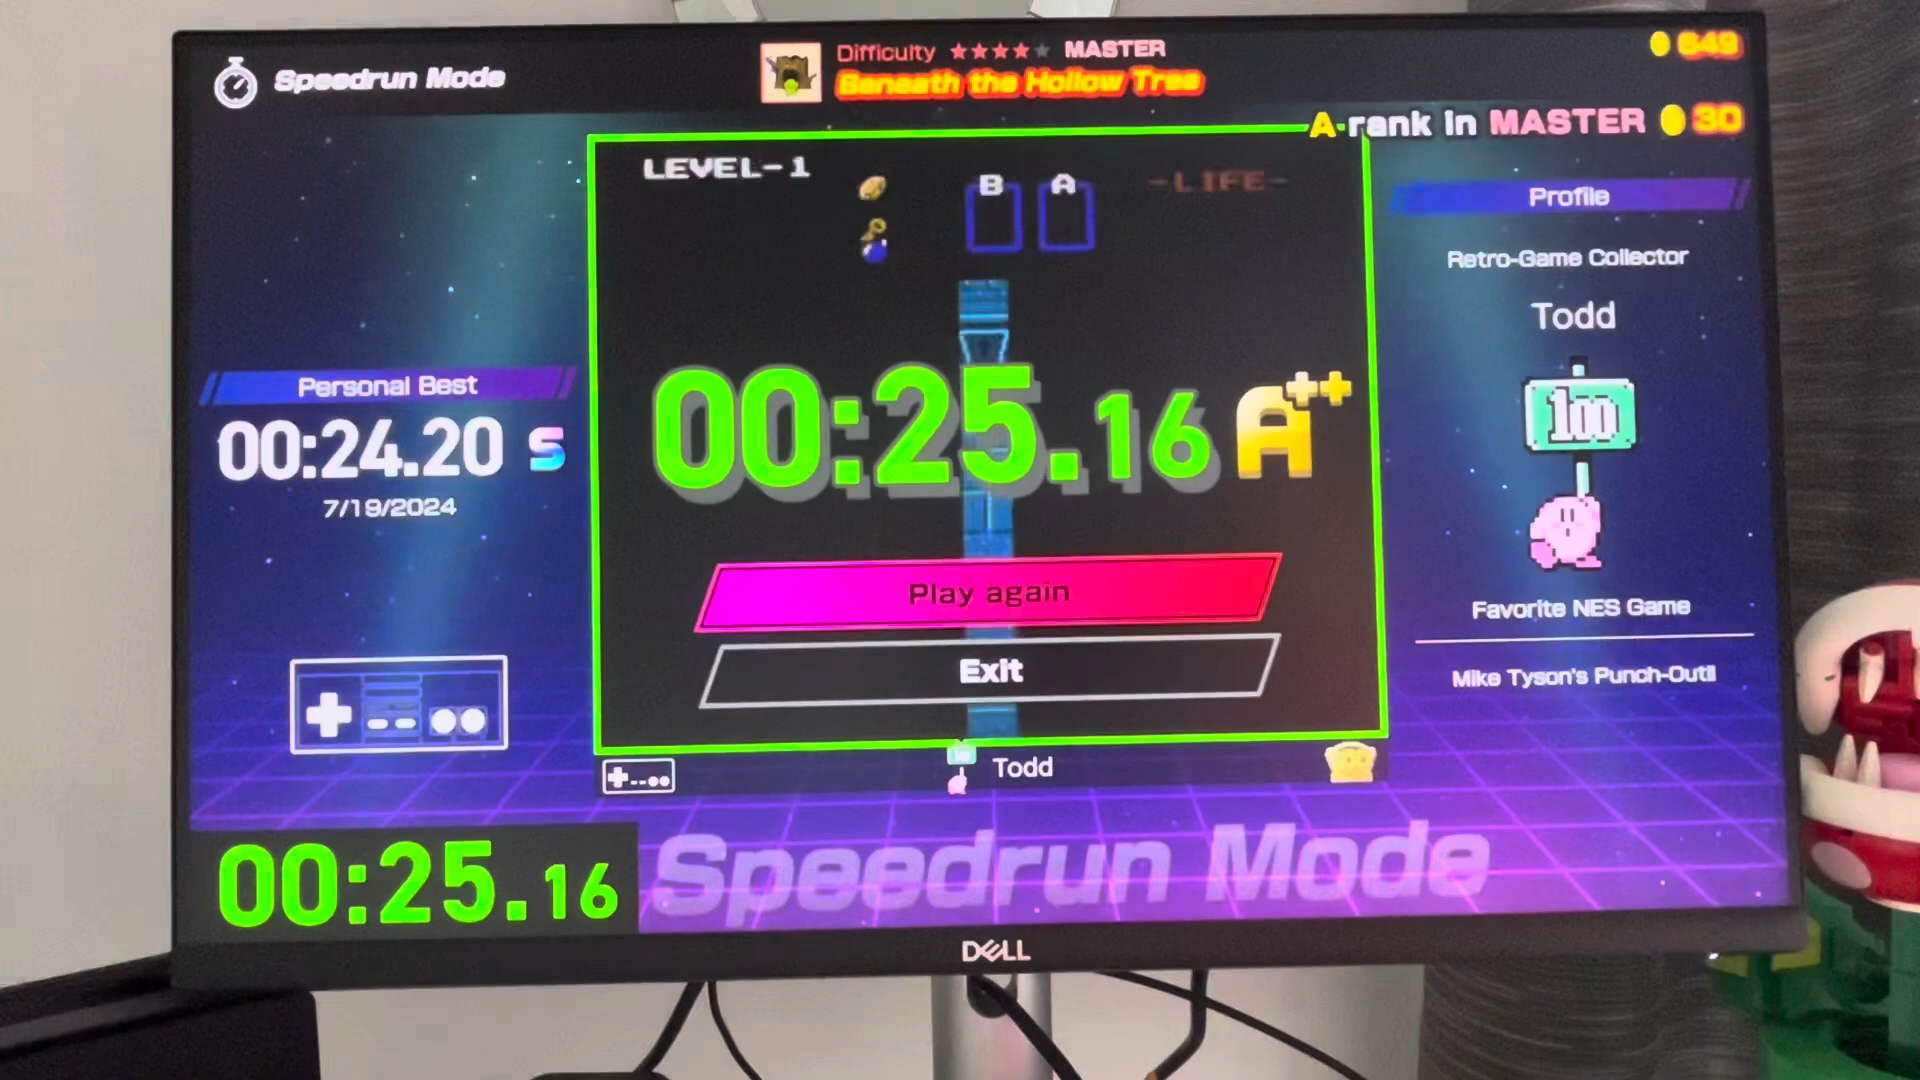 Speedrun Mode
Difficulty ★★★★★ MASTER
Beneath the Hollow Tree
649
A rank in MASTER 30
LEVEL-1
B A
-LIFE-
Profile
Retro-Game Collector
Todd
100
Personal Best
00:24.20 S
7/19/2024
00:25.16 A++
Play again
Exit
Favorite NES Game
Mike Tyson's Punch-Out!!
Todd
00:25.16
Speedrun Mode
DELL